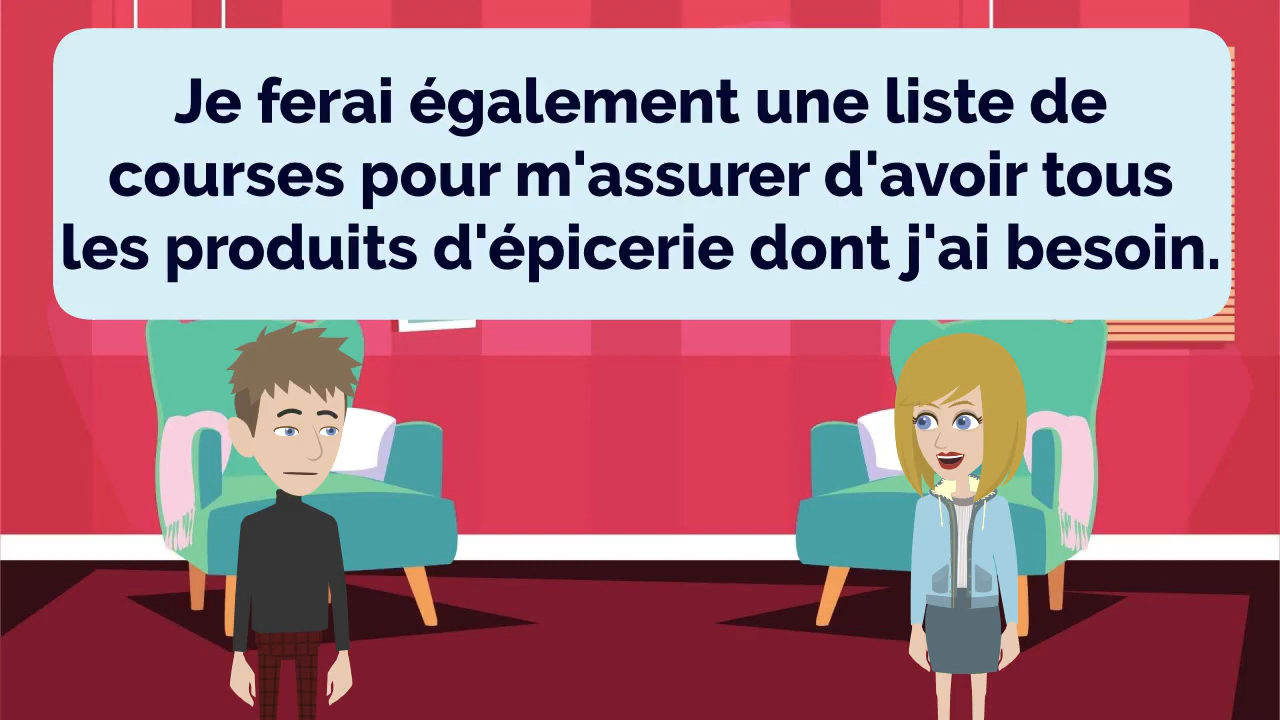 Je ferai également une liste de
courses pour m'assurer d'avoir tous
les produits d'épicerie dont j'ai besoin.